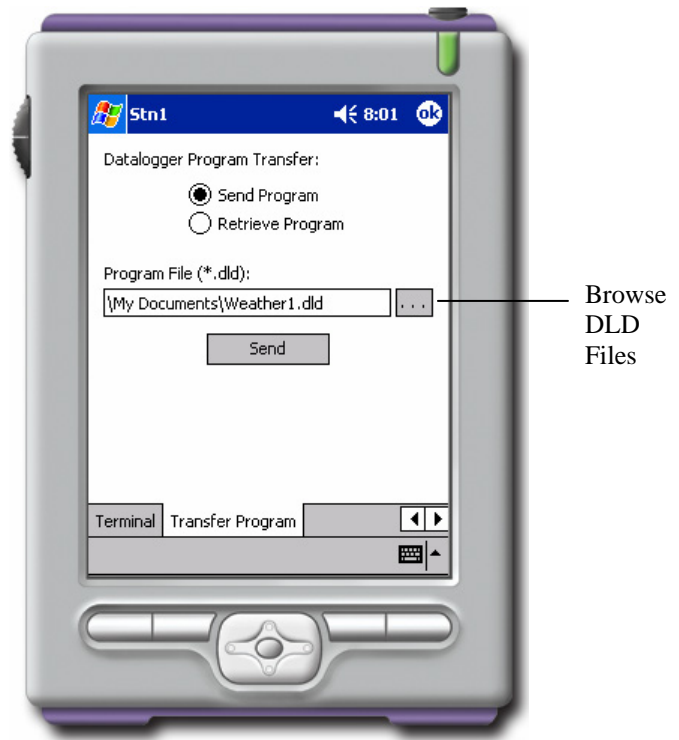 Stn1 8:01 ok
Datalogger Program Transfer:
Send Program
Retrieve Program
Program File (*.dld):
\My Documents\Weather1.dld ...
Send
Terminal Transfer Program
Browse
DLD
Files